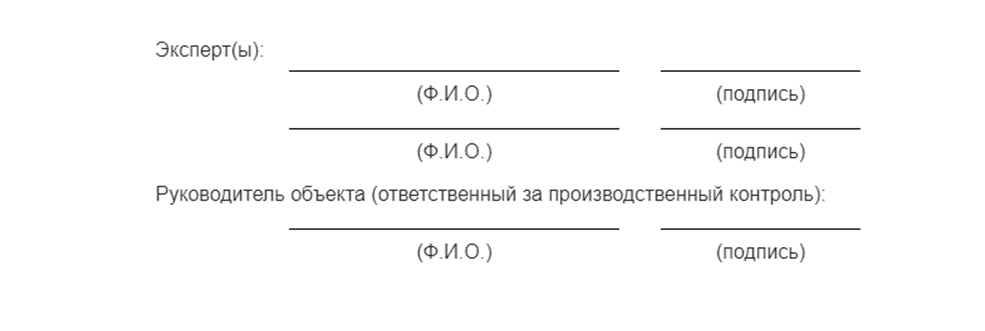 Эксперт(ы):
(Ф.И.О.) (подпись)
(Ф.И.О.) (подпись)
Руководитель объекта (ответственный за производственный контроль):
(Ф.И.О.) (подпись)